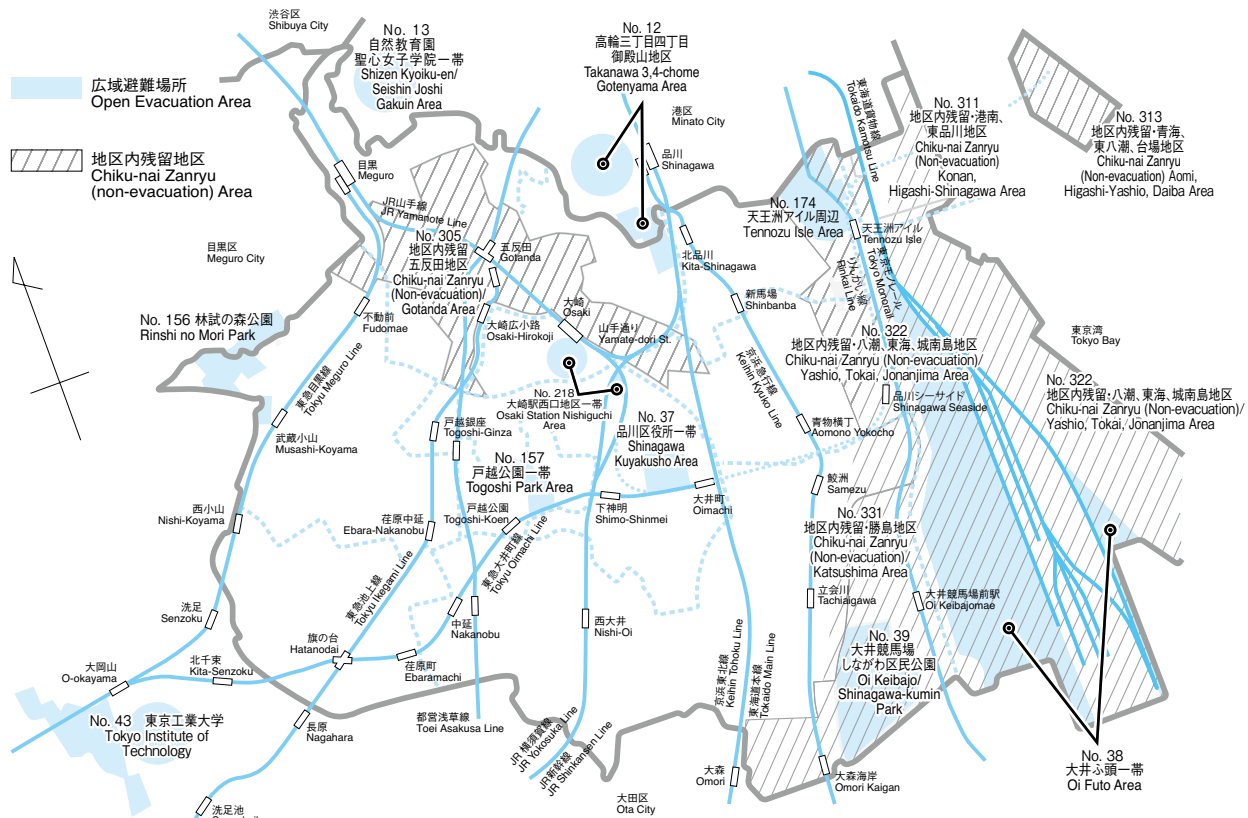 渋谷区
Shibuya City
No. 13
自然教育園
聖心女子学院一帯
Shizen Kyoiku-en/
Seishin Joshi
Gakuin Area
No. 12
高輪三丁目四丁目
御殿山地区
Takanawa 3,4-chome
Gotenyama Area
広域避難場所
Open Evacuation Area
地区内残留地区
Chiku-nai Zanryu
(non-evacuation) Area
港区
Minato City
品川
Shinagawa
東海道貨物線
Tokaido Kamotsu Line
No. 311
地区内残留・港南、
東品川地区
Chiku-nai Zanryu
(Non-evacuation)
Konan,
Higashi-Shinagawa Area
No. 313
地区内残留・青海、
東八潮、台場地区
Chiku-nai Zanryu
(Non-evacuation) Aomi,
Higashi-Yashio, Daiba Area
目黒
Meguro
JR山手線
JR Yamanote Line
No. 174
天王洲アイル周辺
Tennozu Isle Area
天王洲アイル
Tennozu Isle
目黒区
Meguro City
No. 305
地区内残留
五反田地区
Chiku-nai Zanryu
(Non-evacuation)/
Gotanda Area
五反田
Gotanda
北品川
Kita-Shinagawa
りんかい線
Rinkai Line
東京モノレール
Tokyo Monorail
新馬場
Shinbanba
大崎
Osaki
不動前
Fudomae
大崎広小路
Osaki-Hirokoji
山手通り
Yamate-dori St.
No. 156 林試の森公園
Rinshi no Mori Park
東京湾
Tokyo Bay
No. 322
地区内残留・八潮、東海、城南島地区
Chiku-nai Zanryu (Non-evacuation)/
Yashio, Tokai, Jonanjima Area
京浜急行線
Keihin Kyuko Line
東急目黒線
Tokyu Meguro Line
No. 322
地区内残留・八潮、東海、城南島地区
Chiku-nai Zanryu (Non-evacuation)/
Yashio, Tokai, Jonanjima Area
品川シーサイド
Shinagawa Seaside
No. 218
大崎駅西口地区一帯
Osaki Station Nishiguchi
Area
No. 37
品川区役所一帯
Shinagawa
Kuyakusho Area
青物横丁
Aomono Yokocho
戸越銀座
Togoshi-Ginza
武蔵小山
Musashi-Koyama
No. 157
戸越公園一帯
Togoshi Park Area
鮫洲
Samezu
大井町
Oimachi
下神明
Shimo-Shinmei
西小山
Nishi-Koyama
荏原中延
Ebara-Nakanobu
戸越公園
Togoshi-Koen
No. 331
地区内残留・勝島地区
Chiku-nai Zanryu
(Non-evacuation)/
Katsushima Area
東急大井町線
Tokyu Oimachi Line
東急池上線
Tokyu Ikegami Line
立会川
Tachiaigawa
大井競馬場前駅
Oi Keibajomae
洗足
Senzoku
中延
Nakanobu
西大井
Nishi-Oi
No. 39
大井競馬場
しながわ区民公園
Oi Keibajo/
Shinagawa-kumin
Park
旗の台
Hatanodai
大岡山
O-okayama
北千束
Kita-Senzoku
荏原町
Ebaramachi
京浜東北線
Keihin Tohoku Line
東海道本線
Tokaido Main Line
No. 43 東京工業大学
Tokyo Institute of
Technology
長原
Nagahara
都営浅草線
Toei Asakusa Line
JR 横須賀線
JR Yokosuka Line
JR新幹線
JR Shinkansen Line
No. 38
大井ふ頭一帯
Oi Futo Area
大森
Omori
大森海岸
Omori Kaigan
大田区
Ota City
洗足池